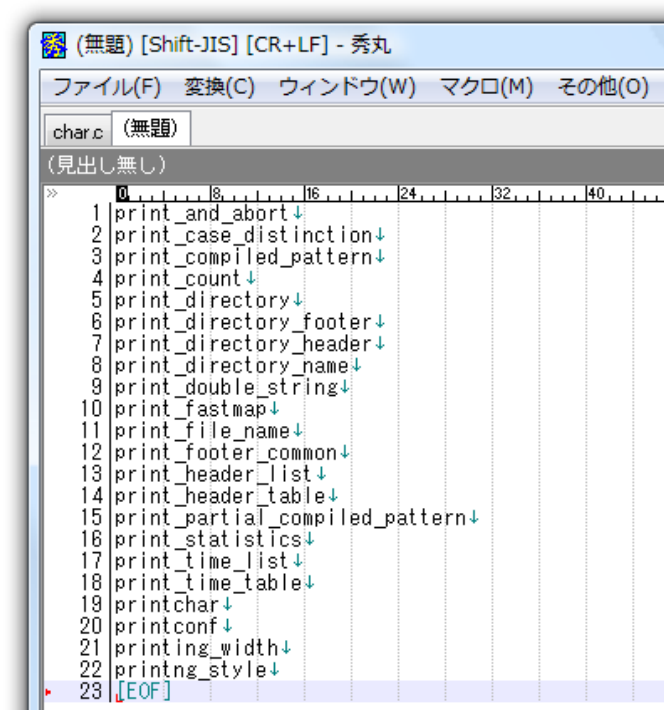 (無題) [Shift-JIS] [CR+LF] - 秀丸
ファイル(F) 変換(C) ウィンドウ(W) マクロ(M) その他(O)
char.c (無題)
(見出し無し)
0 8 16 24 32 40
1 print_and_abort↓
2 print_case_distinction↓
3 print_compiled_pattern↓
4 print_count↓
5 print_directory↓
6 print_directory_footer↓
7 print_directory_header↓
8 print_directory_name↓
9 print_double_string↓
10 print_fastmap↓
11 print_file_name↓
12 print_footer_common↓
13 print_header_list↓
14 print_header_table↓
15 print_partial_compiled_pattern↓
16 print_statistics↓
17 print_time_list↓
18 print_time_table↓
19 printchar↓
20 printconf↓
21 printing_width↓
22 printng_style↓
23 [EOF]